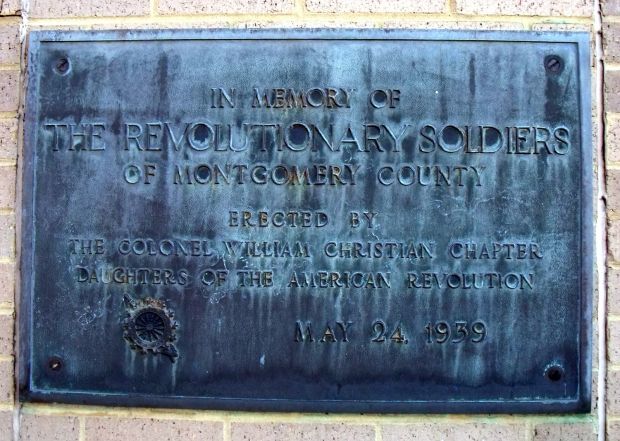 IN MEMORY OF
THE REVOLUTIONARY SOLDIERS
OF MONTGOMERY COUNTY
ERECTED BY
THE COLONEL WILLIAM CHRISTIAN CHAPTER
DAUGHTERS OF THE AMERICAN REVOLUTION
MAY 24, 1939